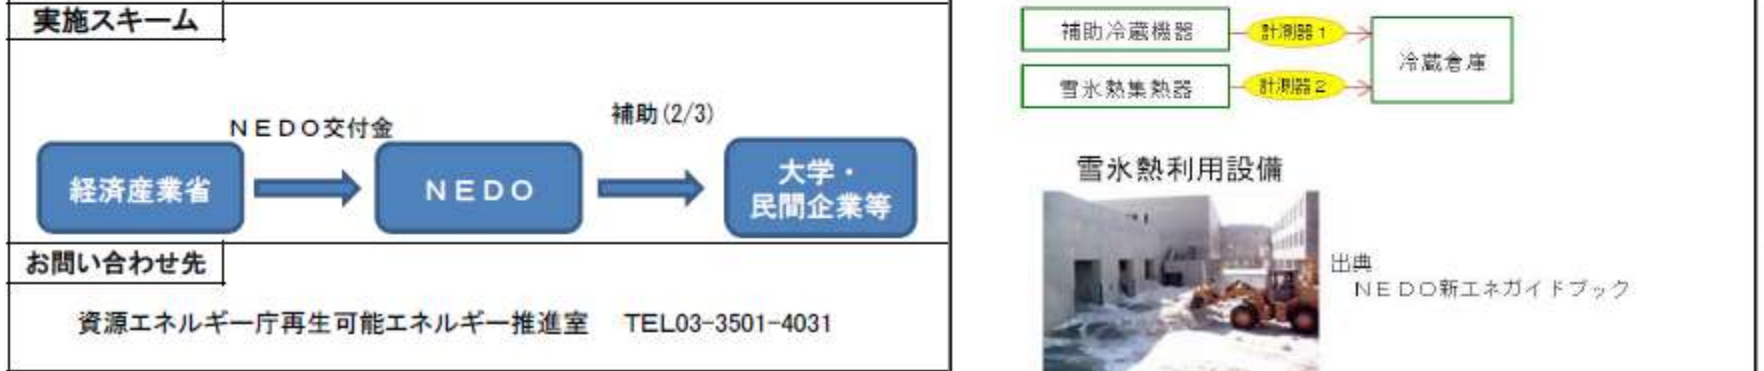 実施スキーム
NEDO交付金
補助(2/3)
経済産業省
NEDO
大学・
民間企業等
お問い合わせ先
資源エネルギー庁再生可能エネルギー推進室 TEL03-3501-4031
補助冷蔵機器
計測器1
冷蔵倉庫
雪氷熱集熱器
計測器2
雪氷熱利用設備
出典
NEDO新エネガイドブック